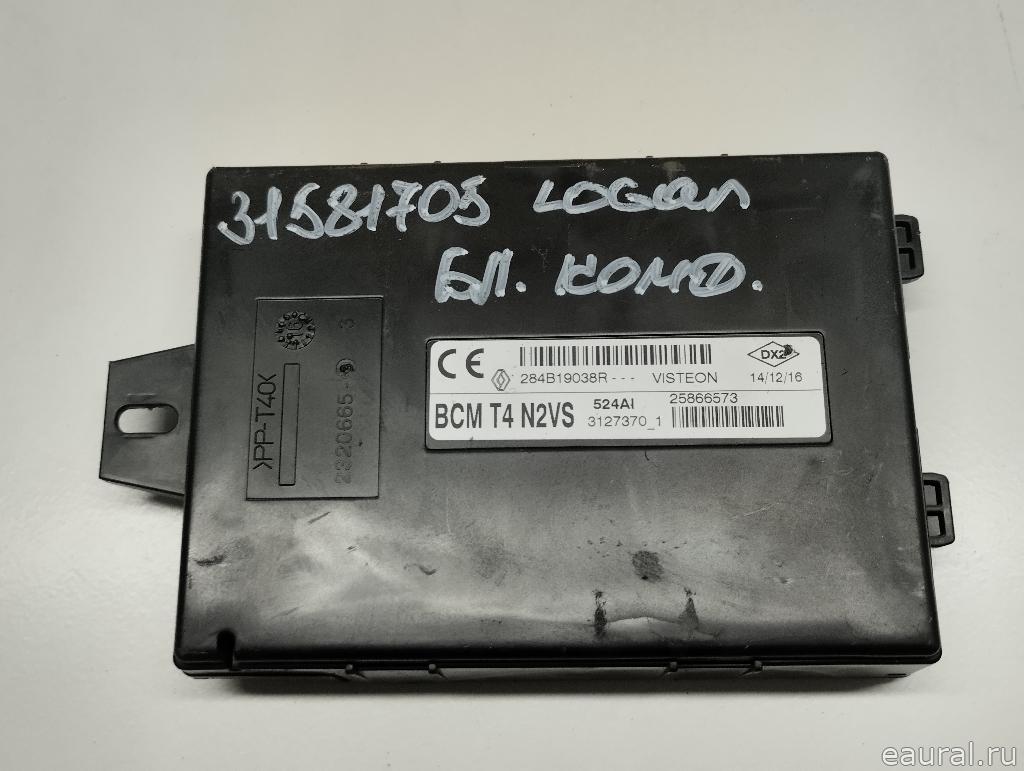 31581705 LOGan
БЛ. КОМФ.
16
3
>PP-T40<
CE
284B19038R - - - VISTEON
DX2
14/12/16
BCM T4 N2VS
524AI
25866573
3127370_1
eaural.ru